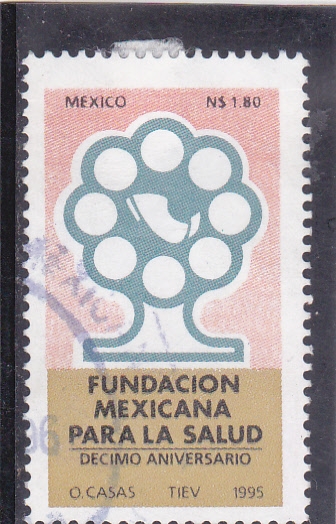 MEXICO N$ 1.80
FUNDACION
MEXICANA
PARA LA SALUD
DECIMO ANIVERSARIO
O. CASAS TIEV 1995